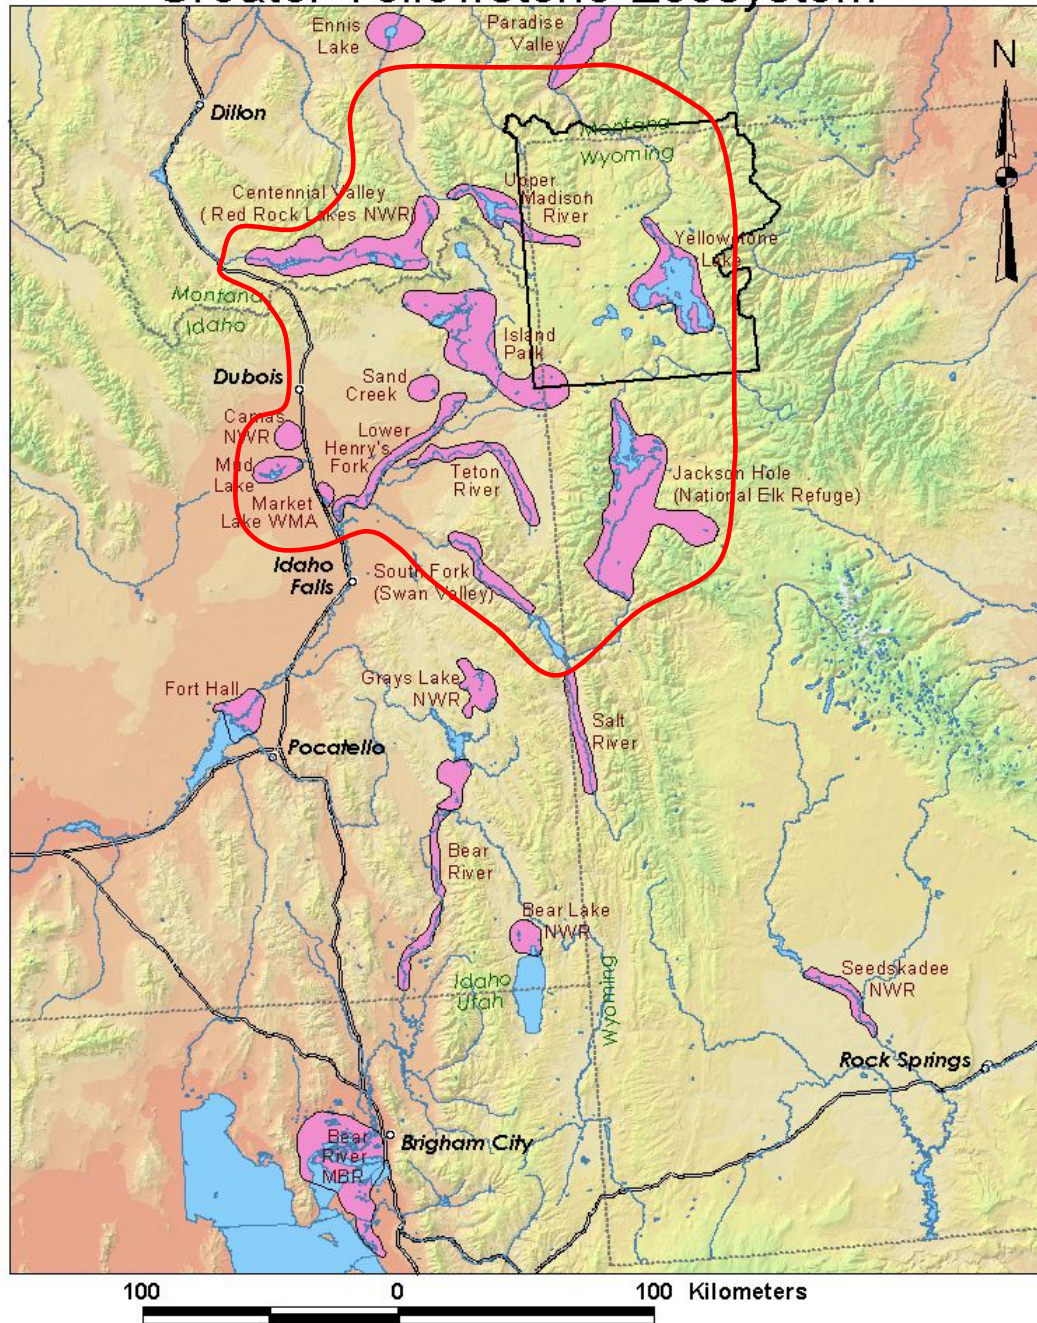 Greater Yellowstone Ecosystem
Ennis
Lake
Paradise
Valley
N
Dillon
Montana
Wyoming
Centennial Valley
(Red Rock Lakes NWR)
Upper
Madison
River
Yellowstone
Lake
Montana
Idaho
Island
Park
Dubois
Sand
Creek
Camas
NWR
Lower
Henry's
Fork
Mud
Lake
Teton
River
Jackson Hole
(National Elk Refuge)
Market
Lake WMA
Idaho
Falls
South Fork
(Swan Valley)
Grays Lake
NWR
Fort Hall
Salt
River
Pocatello
Bear
River
Bear Lake
NWR
Idaho
Utah
Wyoming
Seedskadee
NWR
Rock Springs
Bear
River
MBR
Brigham City
100 0 100 Kilometers